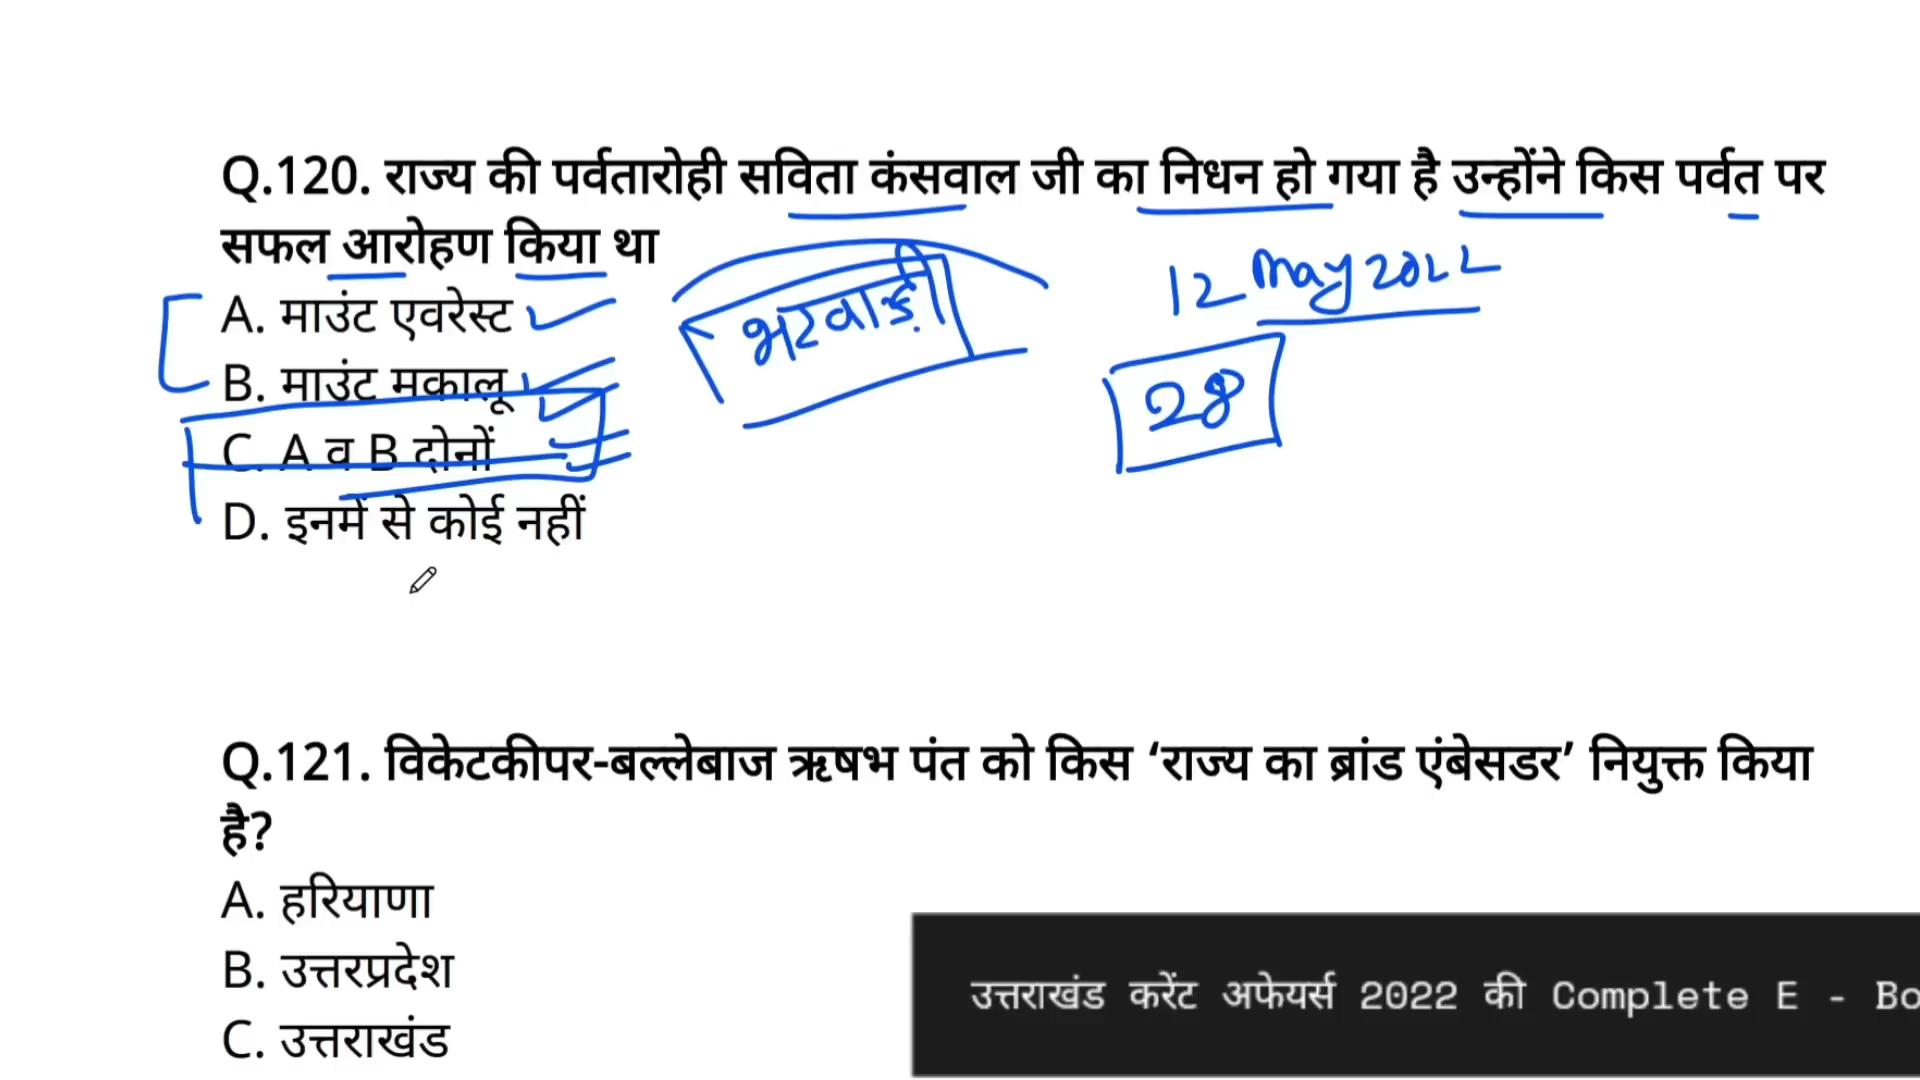 Q.120. राज्य की पर्वतारोही सविता कंसवाल जी का निधन हो गया है उन्होंने किस पर्वत पर
सफल आरोहण किया था
A. माउंट एवरेस्ट
B. माउंट मकालू
C. A व B दोनों
D. इनमें से कोई नहीं
12 May 2022
28
Q.121. विकेटकीपर-बल्लेबाज ऋषभ पंत को किस ‘राज्य का ब्रांड एंबेसडर’ नियुक्त किया
है?
A. हरियाणा
B. उत्तरप्रदेश
C. उत्तराखंड
उत्तराखंड करेंट अफेयर्स 2022 की Complete E - Bo